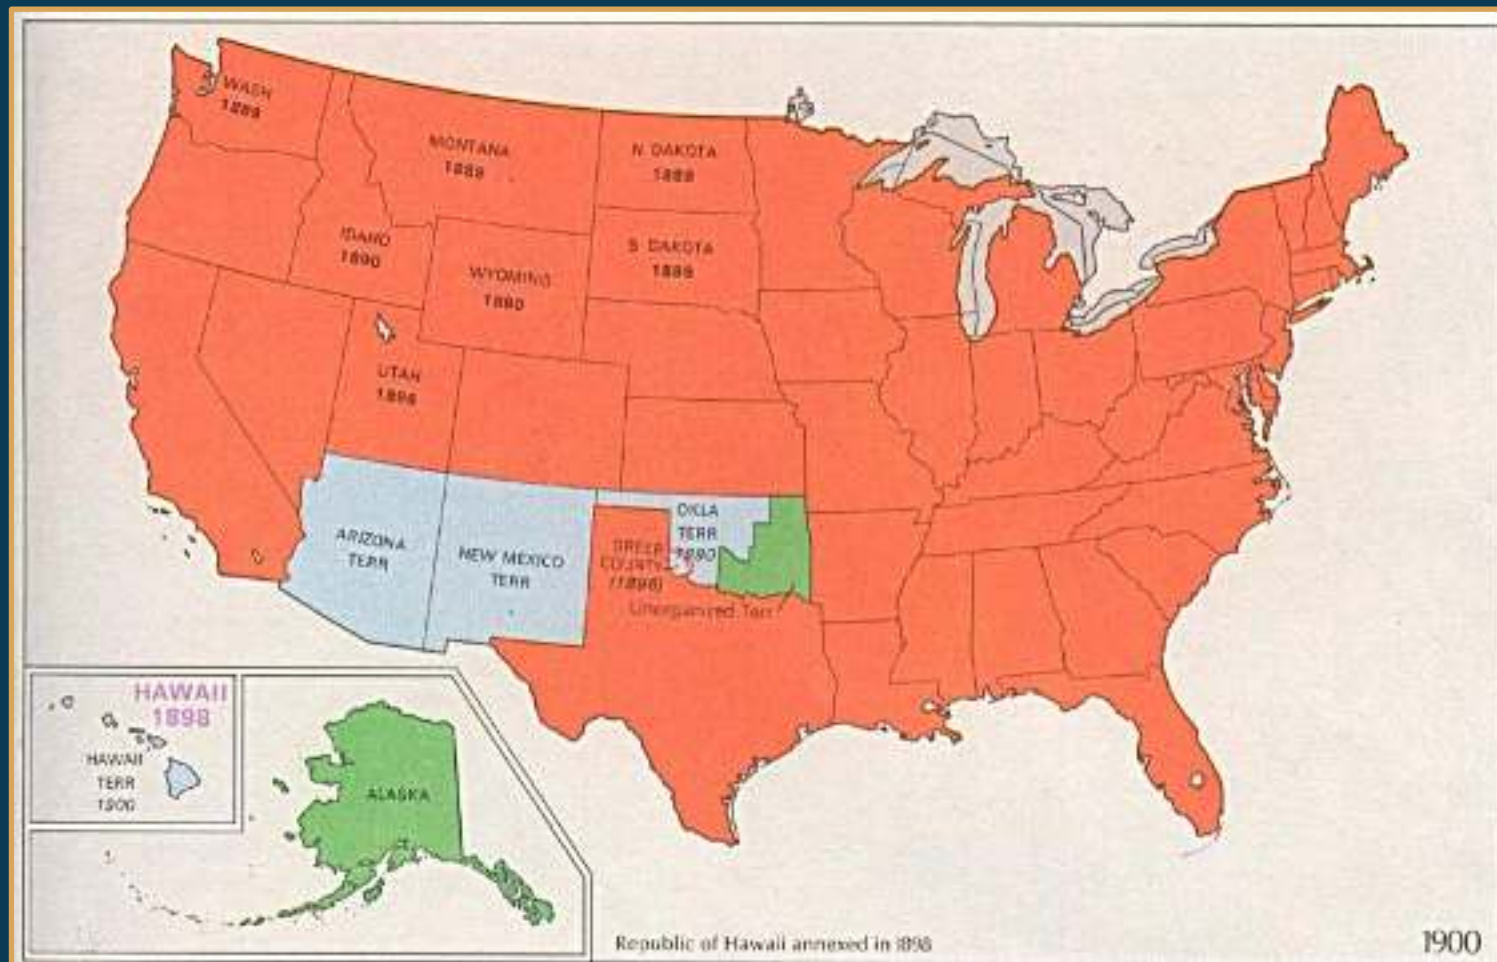 WASH
1889
MONTANA
1889
N DAKOTA
1889
IDAHO
1890
WYOMING
1890
S DAKOTA
1889
UTAH
1896
ARIZONA
TERR
NEW MEXICO
TERR
OKLA
TERR
1890
GREER
COUNTY
(1896)
Unorganized Terr
HAWAII
1898
HAWAII
TERR
1900
ALASKA
Republic of Hawaii annexed in 1898
1900